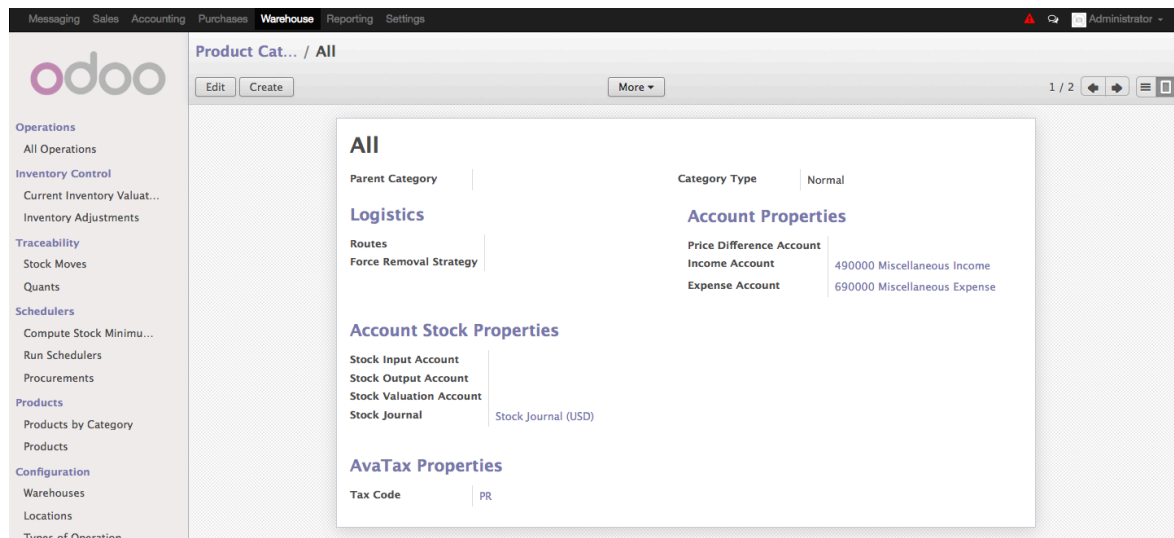 Messaging Sales Accounting Purchases Warehouse Reporting Settings Administrator
odoo
Product Cat... / All
Edit Create More 1 / 2
Operations
All Operations
Inventory Control
Current Inventory Valuat...
Inventory Adjustments
Traceability
Stock Moves
Quants
Schedulers
Compute Stock Minimu...
Run Schedulers
Procurements
Products
Products by Category
Products
Configuration
Warehouses
Locations
Types of Operation
All
Parent Category
Category Type Normal
Logistics
Routes
Force Removal Strategy
Account Properties
Price Difference Account
Income Account 490000 Miscellaneous Income
Expense Account 690000 Miscellaneous Expense
Account Stock Properties
Stock Input Account
Stock Output Account
Stock Valuation Account
Stock Journal Stock Journal (USD)
AvaTax Properties
Tax Code PR